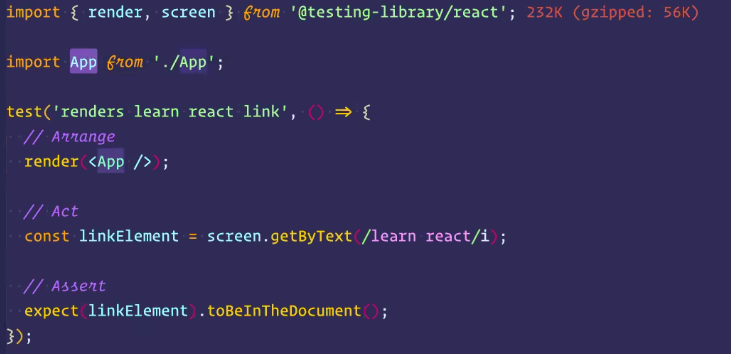 import { render, screen } from '@testing-library/react'; 232K (gzipped: 56K)
import App from './App';
test('renders learn react link', () => {
// Arrange
render(<App />);
// Act
const linkElement = screen.getByText(/learn react/i);
// Assert
expect(linkElement).toBeInTheDocument();
});